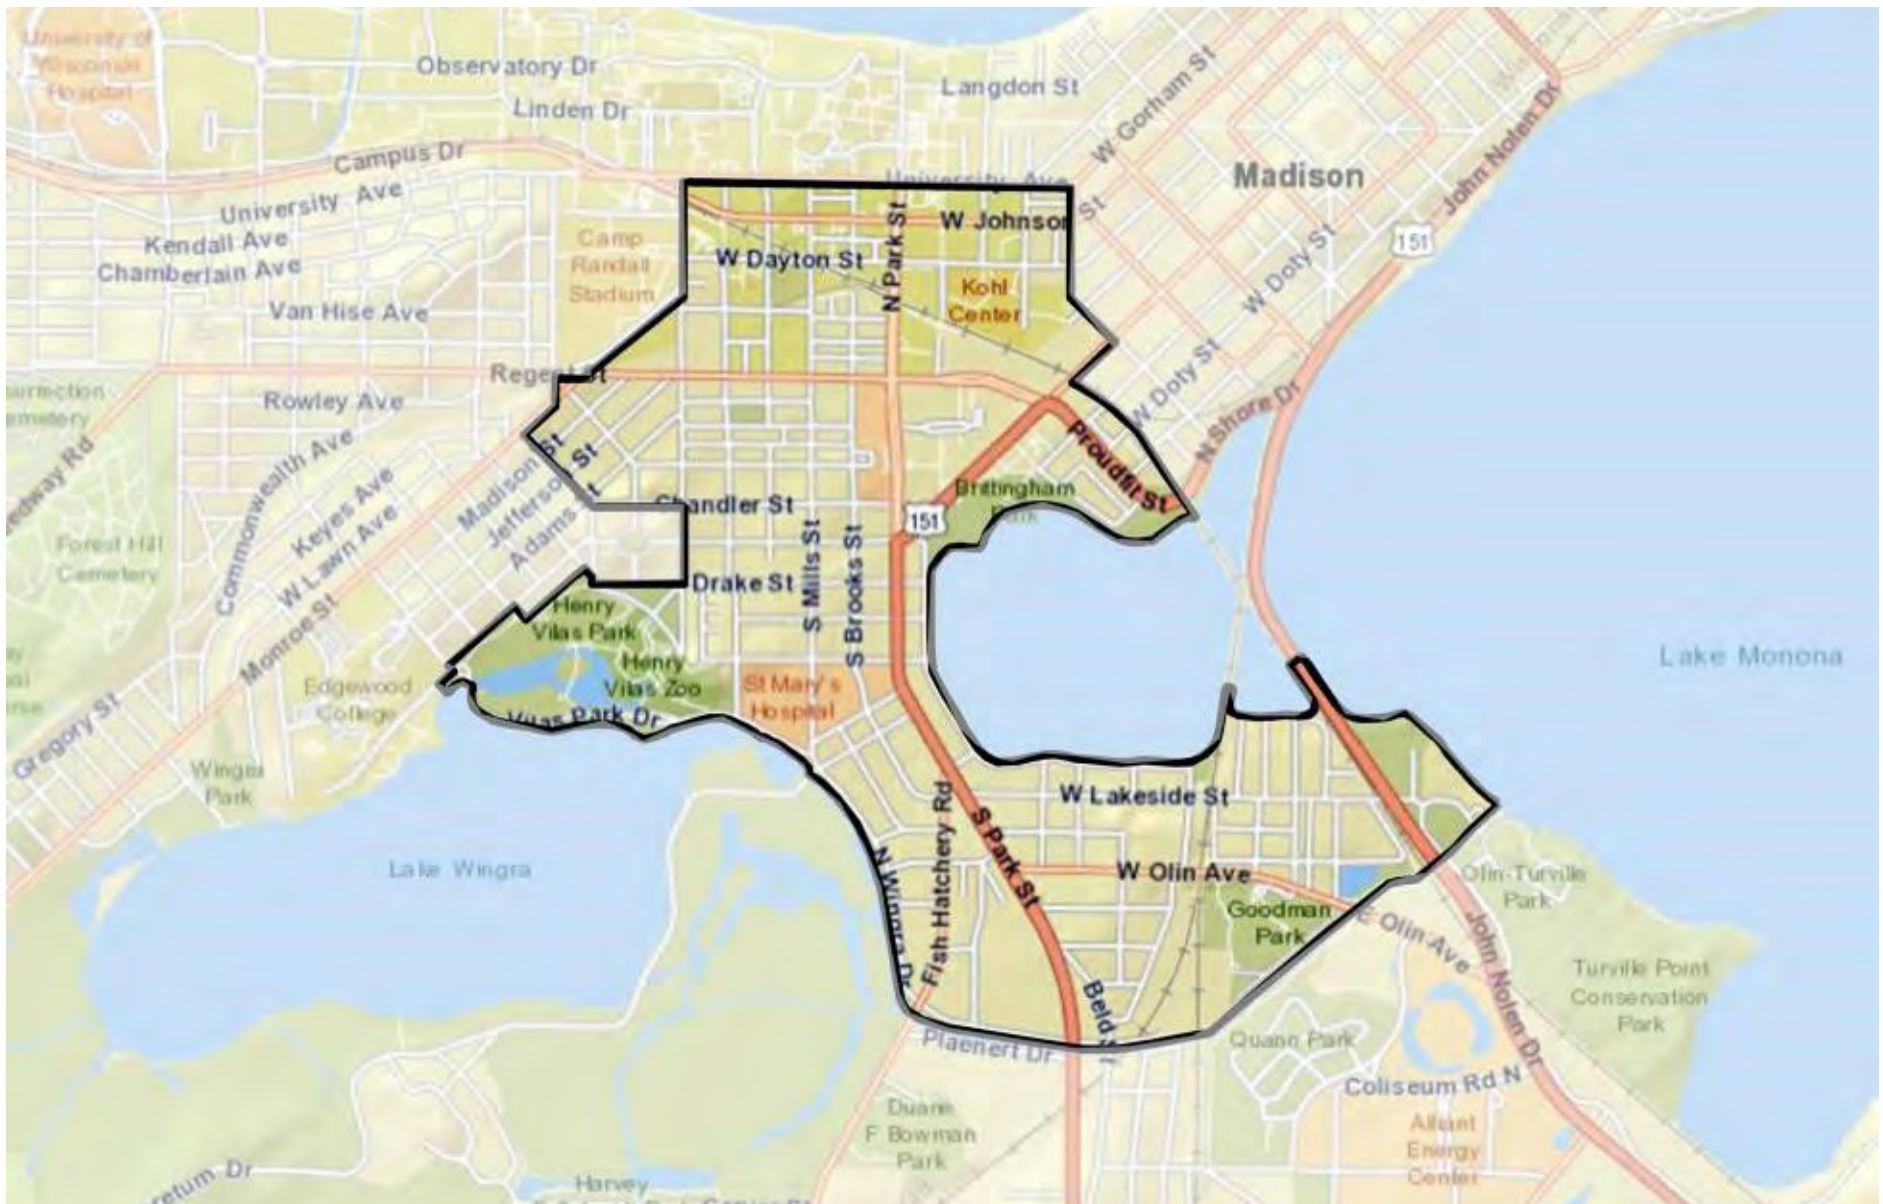 University of
Wisconsin
Hospital
Observatory Dr
Linden Dr
Langdon St
W Gorham St
John Nolen Dr
Campus Dr
University Ave
Madison
University Ave
Kendall Ave
Chamberlain Ave
Camp
Randall
Stadium
N Park St
W Johnson
St
151
W Dayton St
Kohl
Center
W Doty St
Van Hise Ave
Regent St
W Doty St
N Shore Dr
Rowley Ave
Commonwealth Ave
Keyes Ave
W Lawn Ave
Monroe St
Madison St
Jefferson St
Adams St
Chandler St
Proudfit St
Brittingham
Park
151
Forest Hill
Cemetery
Drake St
S Mills St
S Brooks St
Henry
Vilas Park
Henry
Vilas Zoo
Vilas Park Dr
St Mary's
Hospital
Lake Monona
Edgewood
College
Gregory St
Wingra
Park
Lake Wingra
W Lakeside St
Fish Hatchery Rd
S Park St
N Wingra Dr
W Olin Ave
Goodman
Park
E Olin Ave
Olin-Turville
Park
John Nolen Dr
Turville Point
Conservation
Park
Beld St
Plaenert Dr
Quann Park
Coliseum Rd N
Alliant
Energy
Center
Duane
F Bowman
Park
Harvey